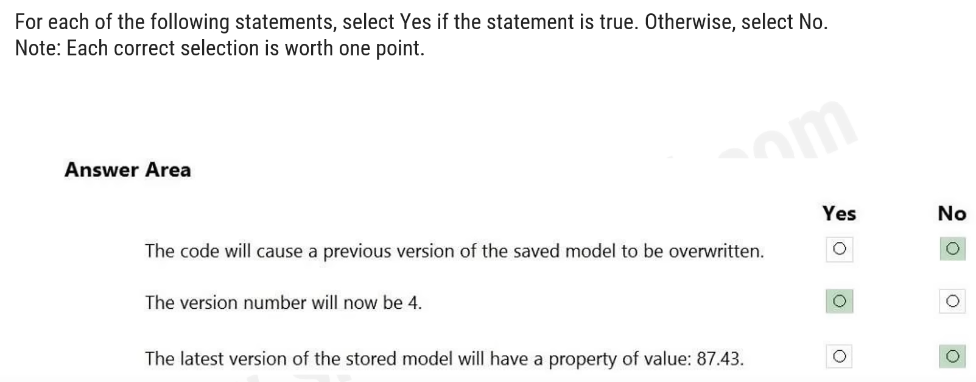 For each of the following statements, select Yes if the statement is true. Otherwise, select No.
Note: Each correct selection is worth one point.
Answer Area
Yes No
The code will cause a previous version of the saved model to be overwritten.
The version number will now be 4.
The latest version of the stored model will have a property of value: 87.43.